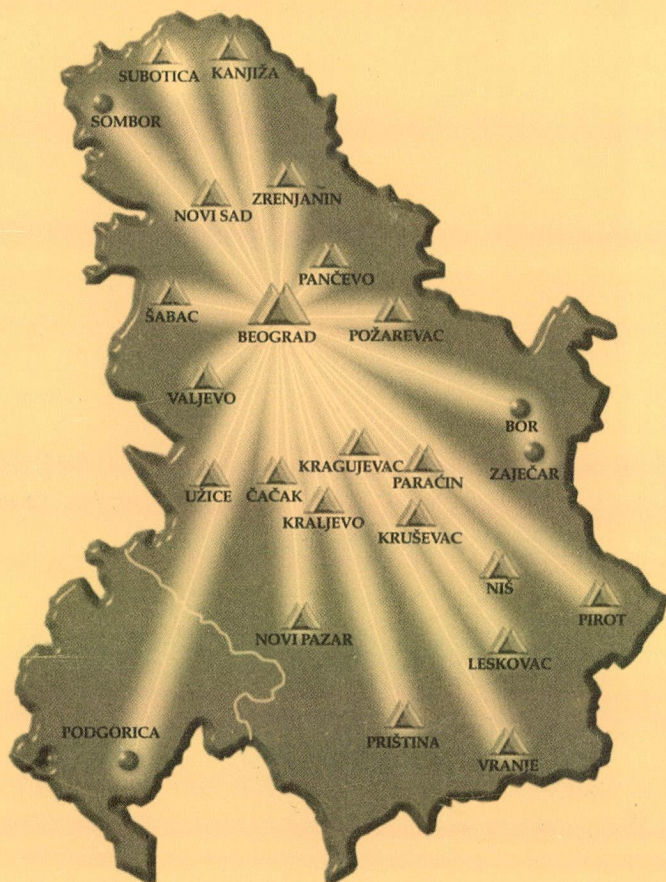 SUBOTICA
KANJIŽA
SOMBOR
NOVI SAD
ZRENJANIN
PANČEVO
ŠABAC
BEOGRAD
POŽAREVAC
VALJEVO
BOR
KRAGUJEVAC
ZAJEČAR
PARAĆIN
UŽICE
ČAČAK
KRALJEVO
KRUŠEVAC
NIŠ
PIROT
NOVI PAZAR
LESKOVAC
PODGORICA
PRIŠTINA
VRANJE